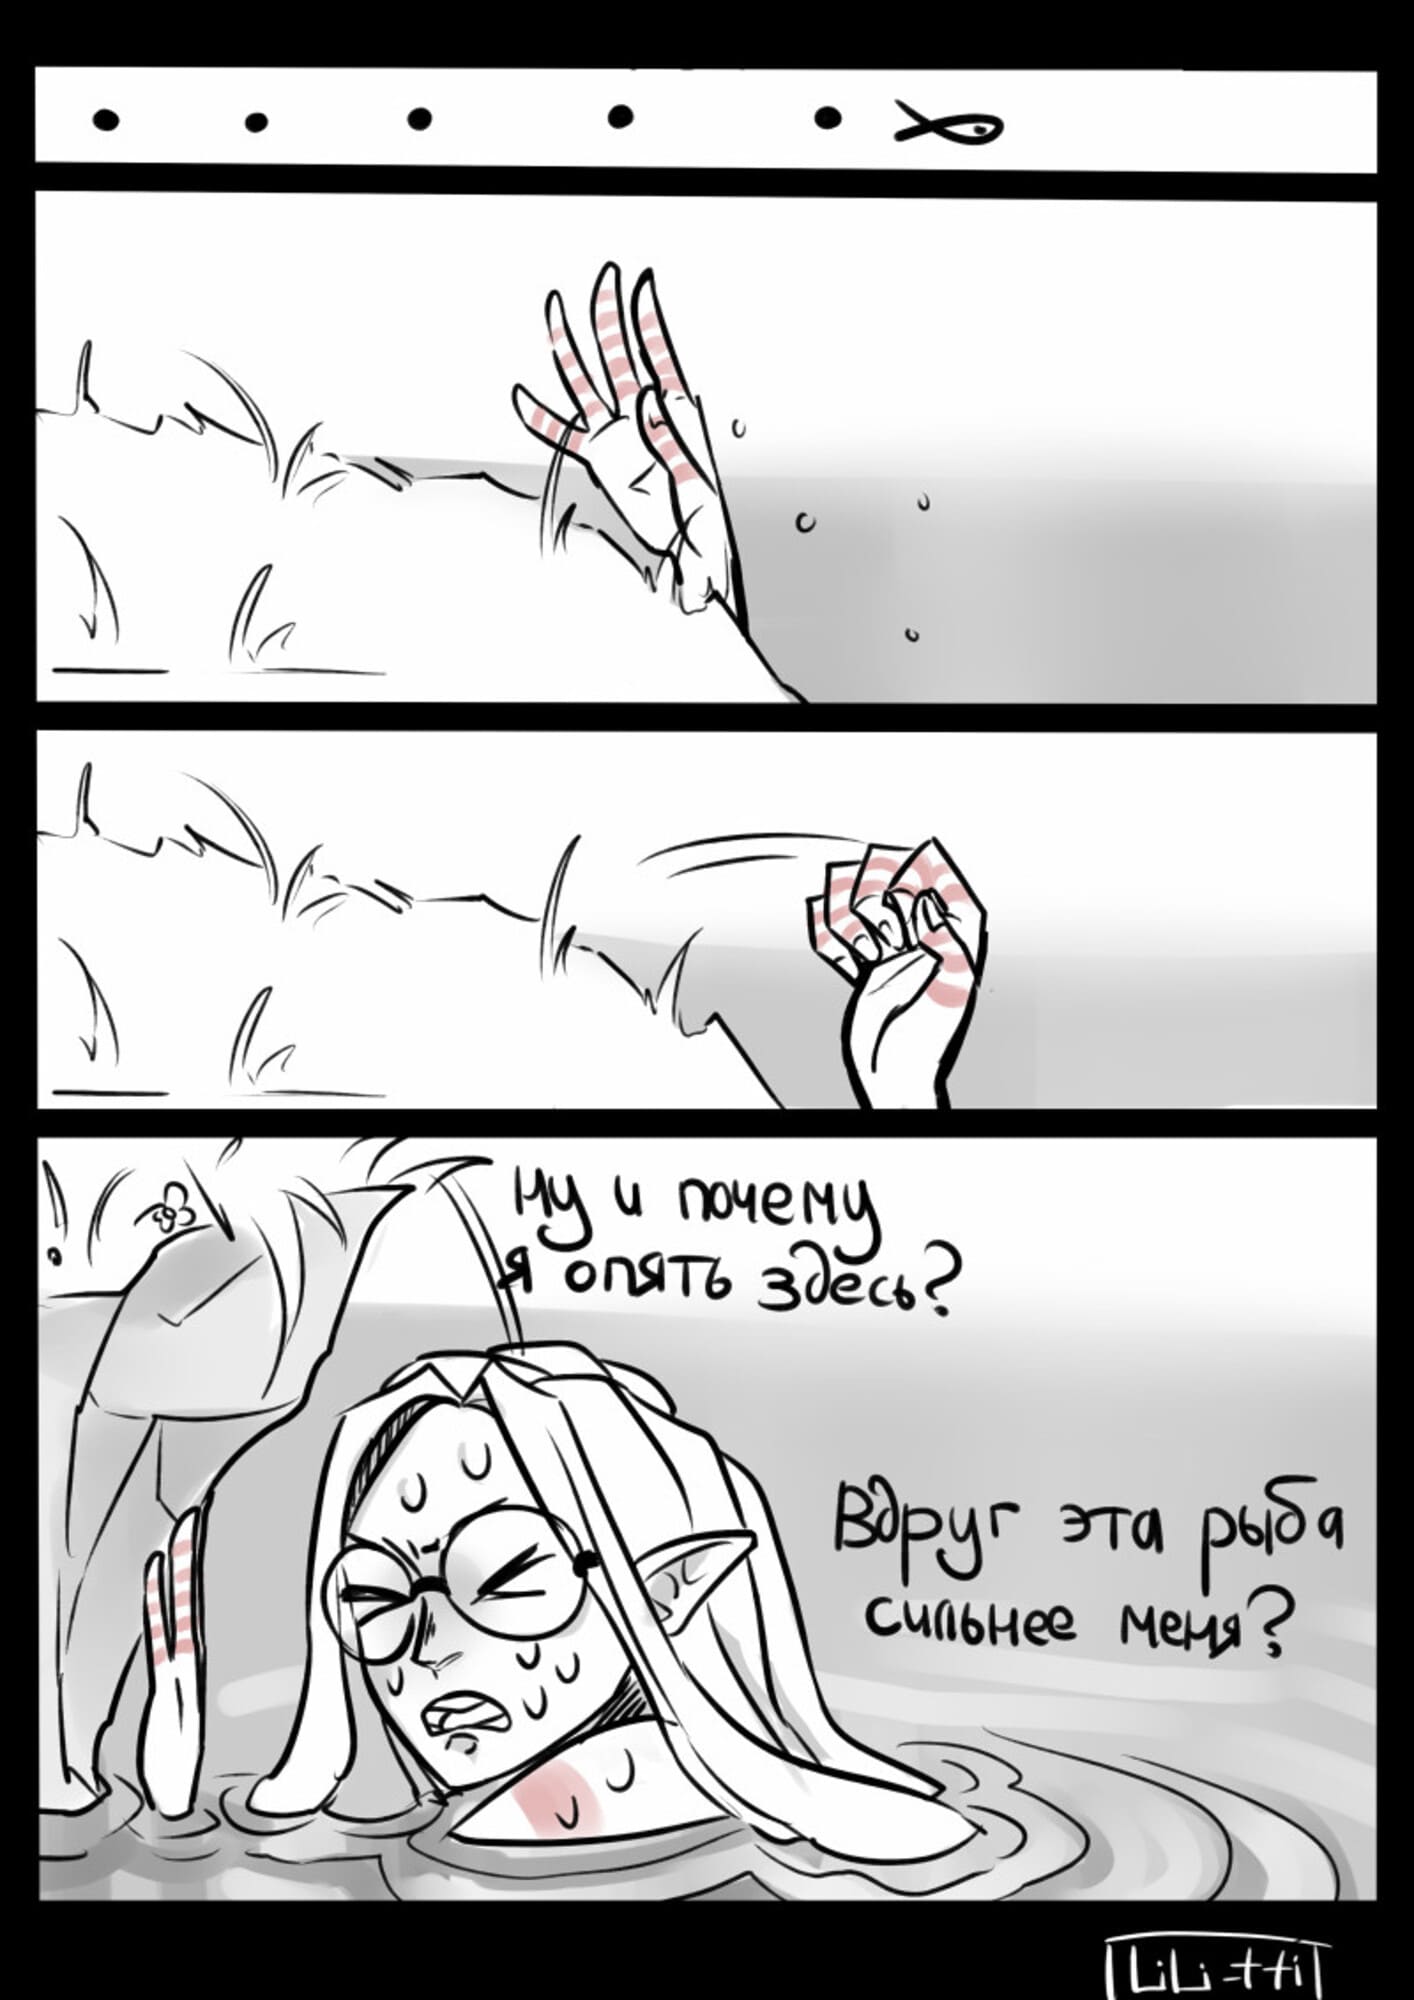 Ну и почему
я опять здесь?
Вдруг эта рыба
сильнее меня?
LiLi-tti